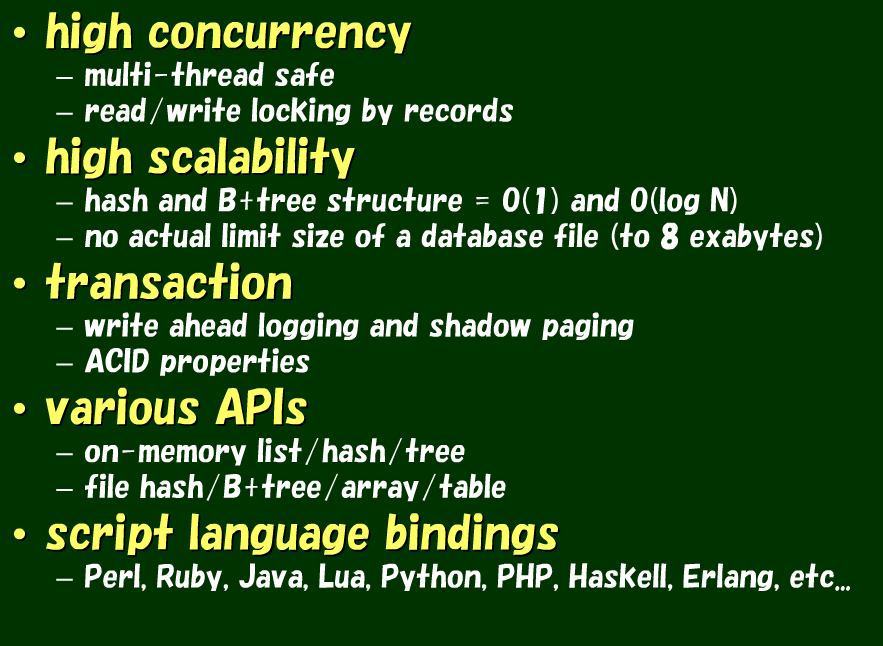 • high concurrency
– multi-thread safe
– read/write locking by records
• high scalability
– hash and B+tree structure = O(1) and O(log N)
– no actual limit size of a database file (to 8 exabytes)
• transaction
– write ahead logging and shadow paging
– ACID properties
• various APIs
– on-memory list/hash/tree
– file hash/B+tree/array/table
• script language bindings
– Perl, Ruby, Java, Lua, Python, PHP, Haskell, Erlang, etc...